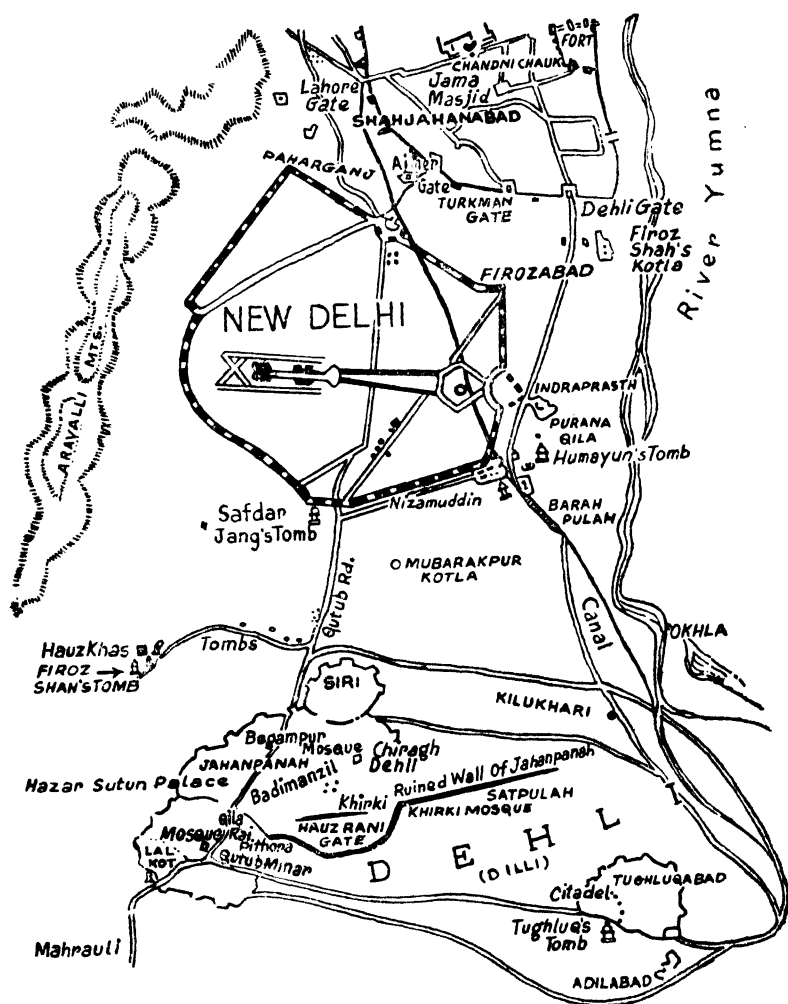 FORT
CHANDNI CHAUK
Lahore
Gate
Jama
Masjid
SHAHJAHANABAD
PAHARGANJ
Gate
TURKMAN
GATE
Dehli Gate
Firoz
Shah's
Kotla
River Yumna
FIROZABAD
NEW DELHI
ARAVALLI MTS.
INDRAPRASTH
PURANA
QILA
Humayun's Tomb
Nizamuddin
BARAH
PULAH
Safdar
Jang's Tomb
MUBARAKPUR
KOTLA
Qutub Rd.
Canal
OKHLA
Hauz Khas
Tombs
FIROZ
SHAH'S TOMB
SIRI
KILUKHARI
Begampur
Mosque
Chiragh
Dehli
JAHANPANAH
Hazar Sutun Palace
Badimanzil
Ruined Wall Of Jahanpanah
Khirki
SATPULAH
KHIRKI MOSQUE
HAUZ RANI
GATE
Qila
Rai
Pithora
Mosque
LAL
KOT
Qutub Minar
DEHLI
(DILLI)
TUGHLUQABAD
Citadel
Tughlue's
Tomb
Mahrauli
ADILABAD